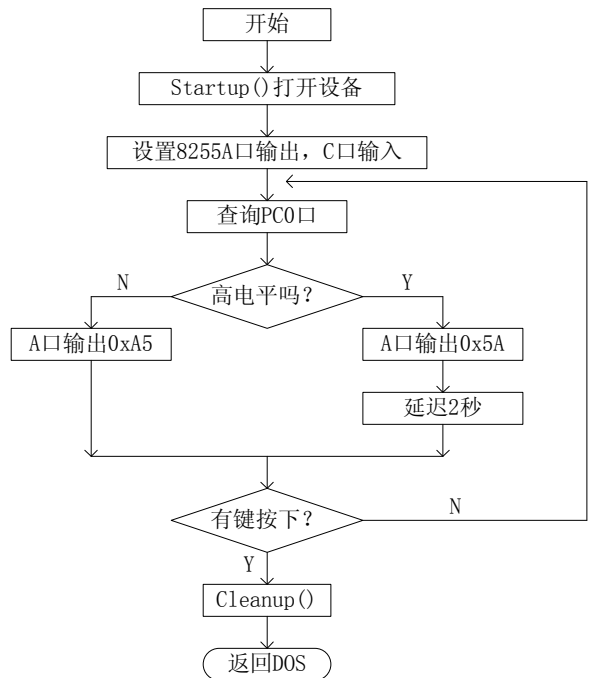 开始
Startup()打开设备
设置8255A口输出，C口输入
查询PC0口
N
高电平吗？
Y
A口输出0xA5
A口输出0x5A
延迟2秒
有键按下？
N
Y
Cleanup()
返回DOS